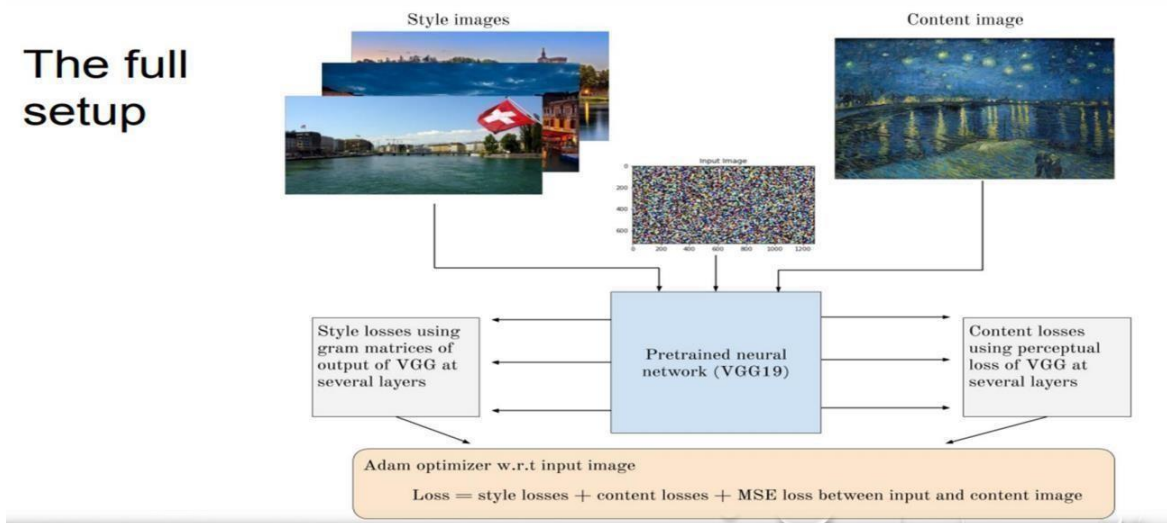 The full
setup
Style images
Content image
Input Image
0
200
400
600
0 200 400 600 800 1000 1200
Style losses using
gram matrices of
output of VGG at
several layers
Pretrained neural
network (VGG19)
Content losses
using perceptual
loss of VGG at
several layers
Adam optimizer w.r.t input image
Loss = style losses + content losses + MSE loss between input and content image